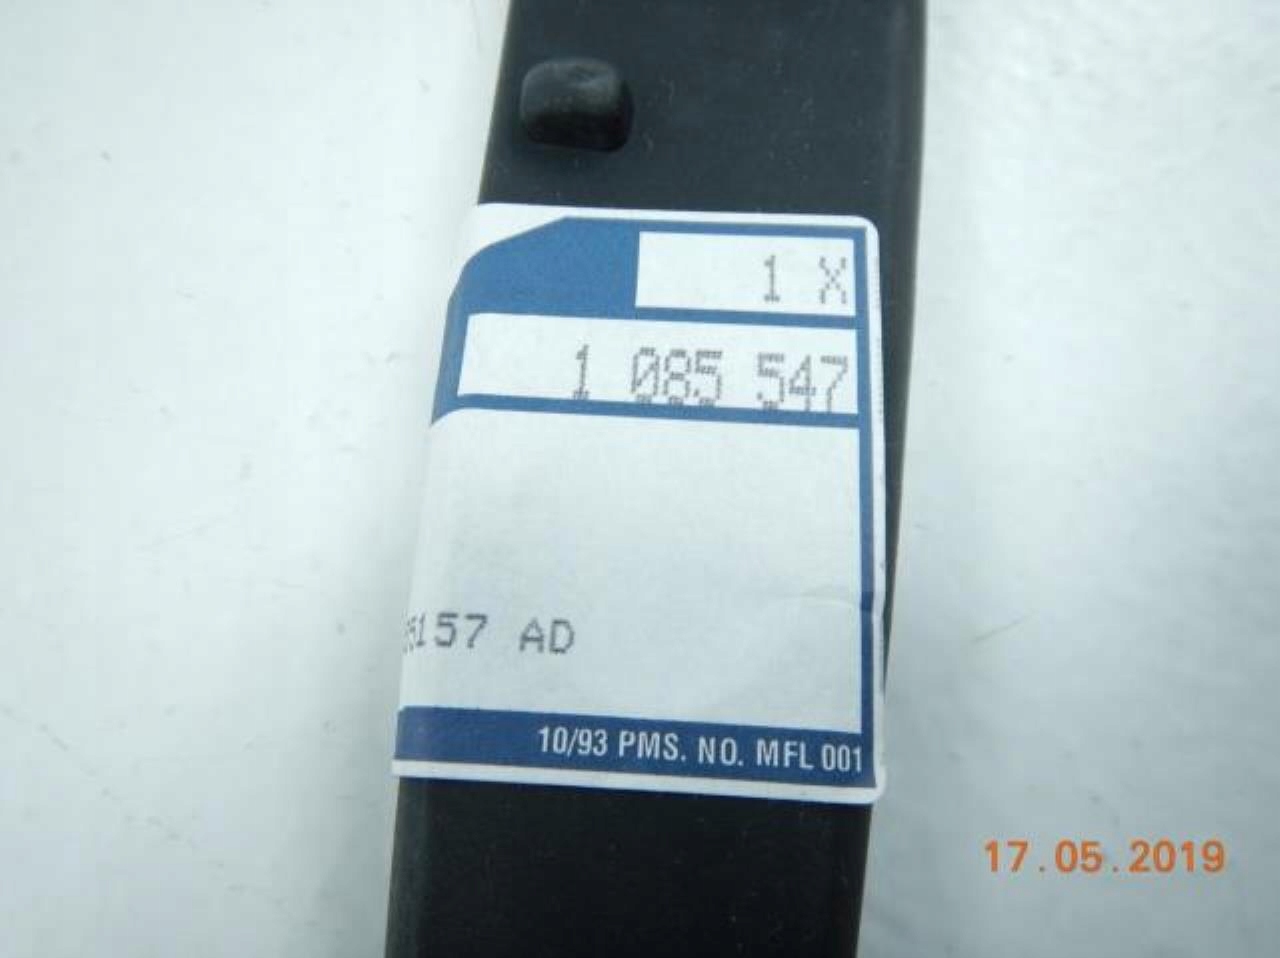 1 X
1 085 547
157 AD
10/93 PMS. NO. MFL 001
17.05.2019